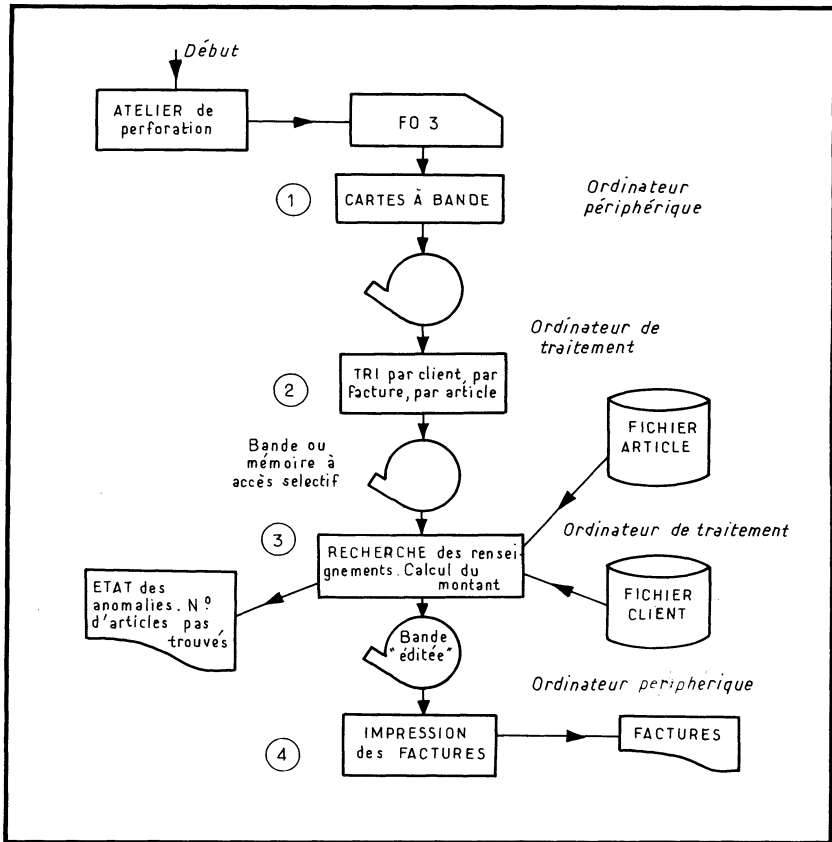 Début
ATELIER de
perforation
FO 3
1
CARTES À BANDE
Ordinateur
périphérique
Ordinateur de
traitement
2
TRI par client, par
facture, par article
FICHIER
ARTICLE
Bande ou
mémoire à
accès selectif
3
RECHERCHE des rensei-
gnements. Calcul du
montant
Ordinateur de traitement
FICHIER
CLIENT
ETAT des
anomalies. Nº
d'articles pas
trouvés
Bande
"éditée"
Ordinateur periphérique
4
IMPRESSION
des FACTURES
FACTURES